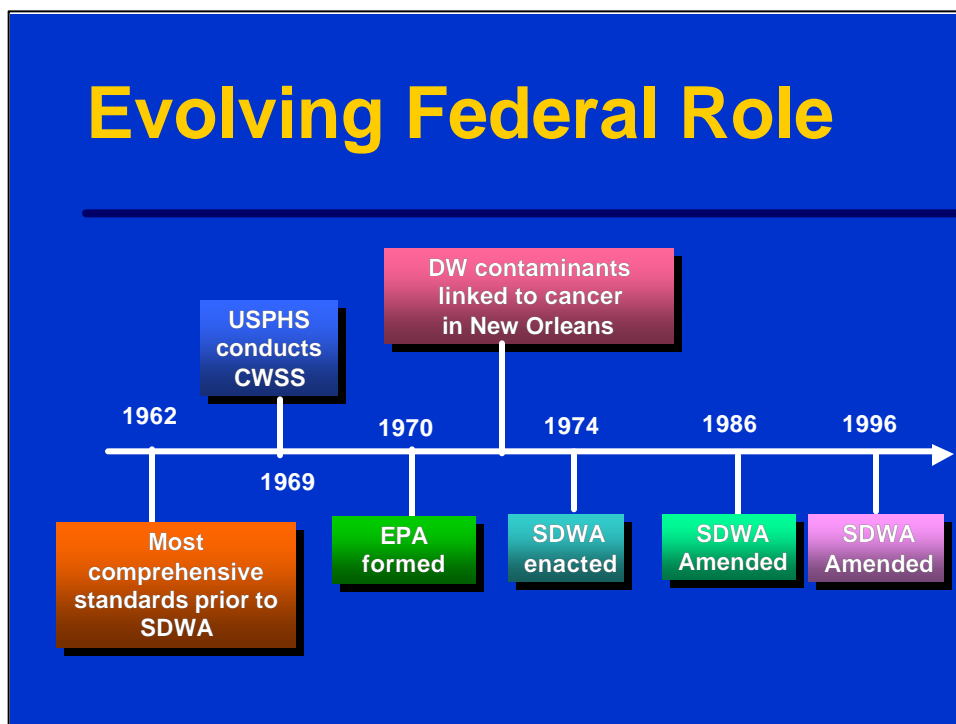 Evolving Federal Role
DW contaminants
linked to cancer
in New Orleans
USPHS
conducts
CWSS
1962
1969
1970
1974
1986
1996
Most
comprehensive
standards prior to
SDWA
EPA
formed
SDWA
enacted
SDWA
Amended
SDWA
Amended